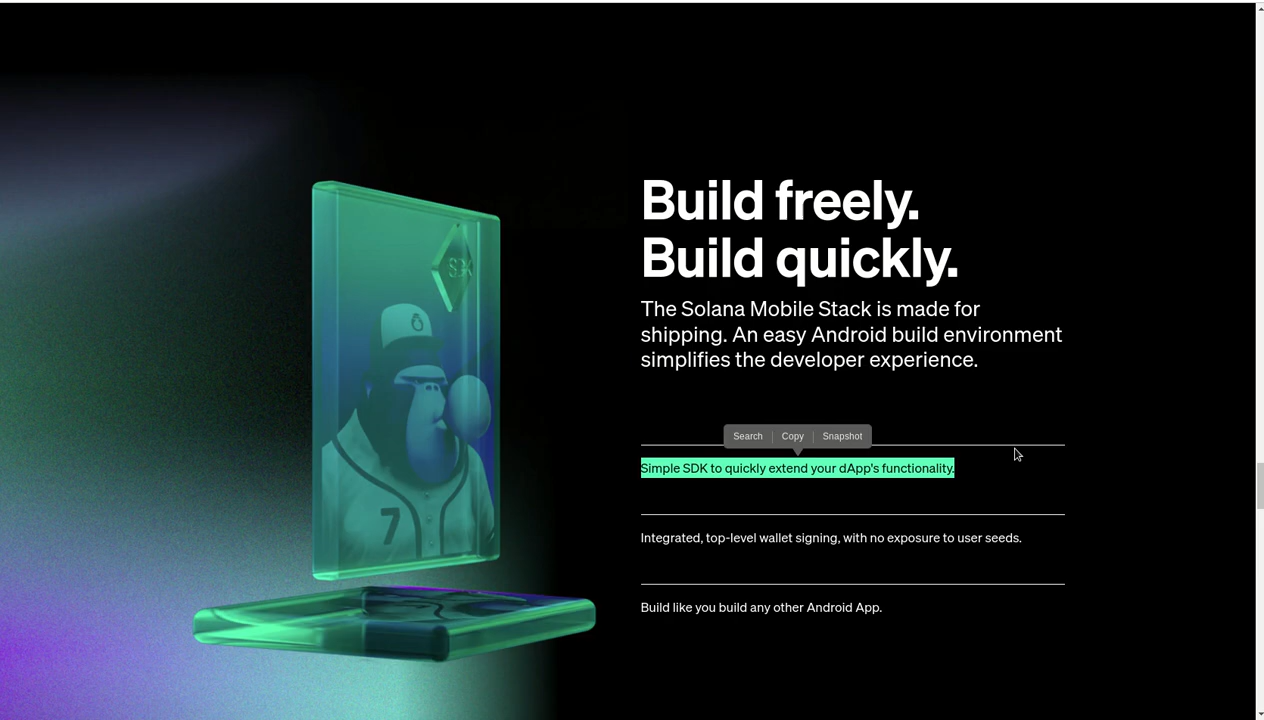 Build freely.
Build quickly.
The Solana Mobile Stack is made for
shipping. An easy Android build environment
simplifies the developer experience.
Search Copy Snapshot
Simple SDK to quickly extend your dApp's functionality.
Integrated, top-level wallet signing, with no exposure to user seeds.
Build like you build any other Android App.
SDK
7